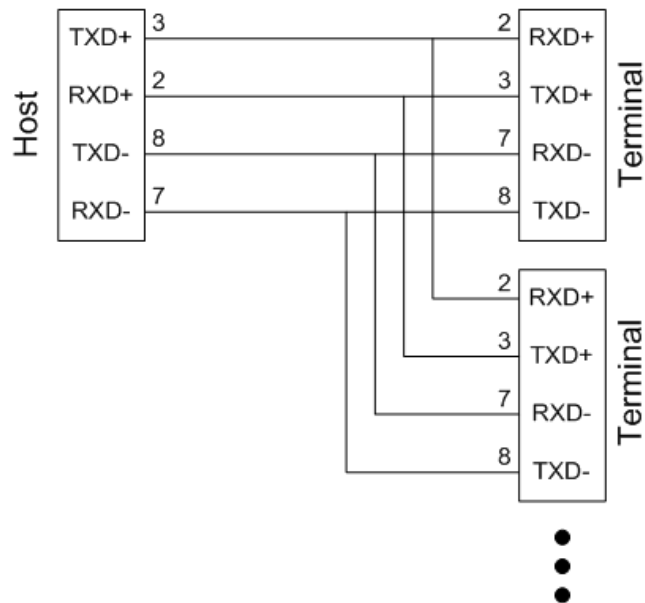 Host
TXD+ 3
RXD+ 2
TXD- 8
RXD- 7
2 RXD+
3 TXD+
7 RXD-
8 TXD-
Terminal
2 RXD+
3 TXD+
7 RXD-
8 TXD-
Terminal